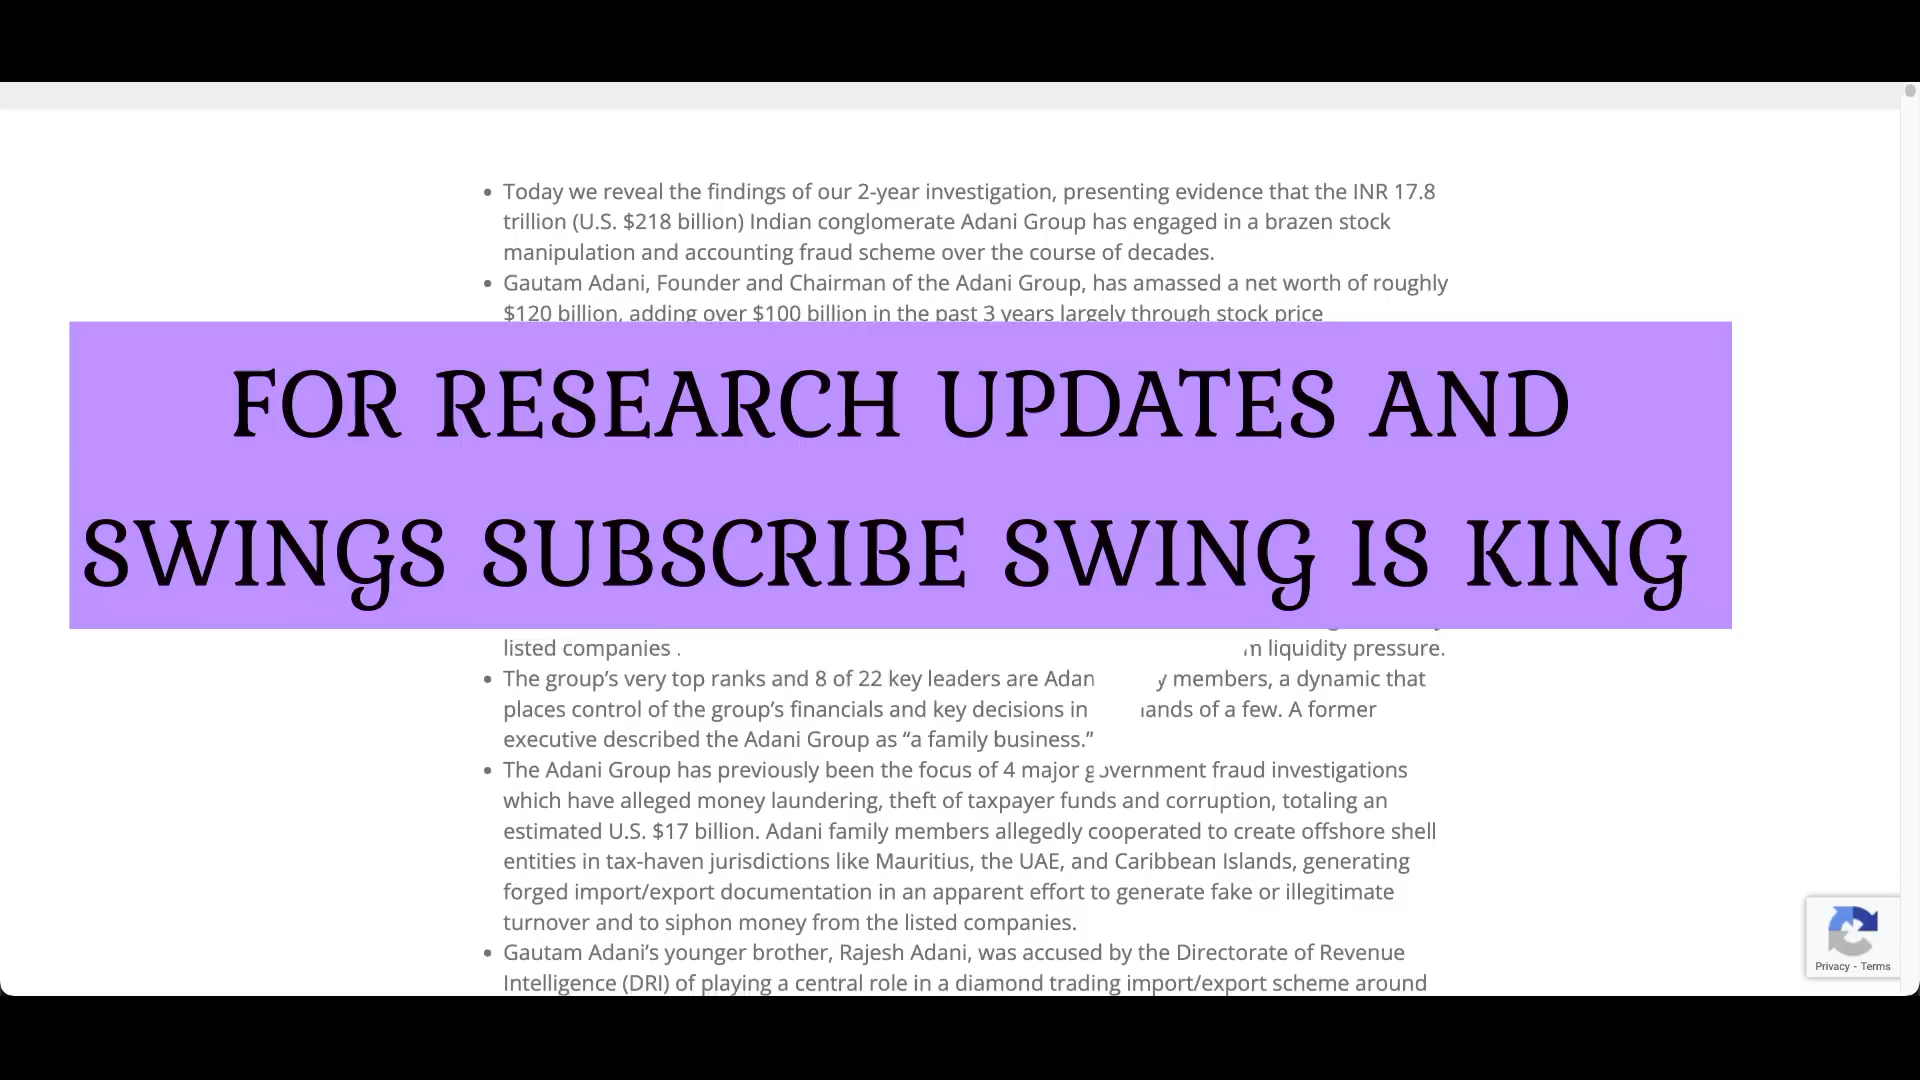 Today we reveal the findings of our 2-year investigation, presenting evidence that the INR 17.8
trillion (U.S. $218 billion) Indian conglomerate Adani Group has engaged in a brazen stock
manipulation and accounting fraud scheme over the course of decades.
Gautam Adani, Founder and Chairman of the Adani Group, has amassed a net worth of roughly
$120 billion, adding over $100 billion in the past 3 years largely through stock price
FOR RESEARCH UPDATES AND
SWINGS SUBSCRIBE SWING IS KING
listed companies liquidity pressure.
The group’s very top ranks and 8 of 22 key leaders are members, a dynamic that
places control of the group’s financials and key decisions in of a few. A former
executive described the Adani Group as “a family business.”
The Adani Group has previously been the focus of 4 major government fraud investigations
which have alleged money laundering, theft of taxpayer funds and corruption, totaling an
estimated U.S. $17 billion. Adani family members allegedly cooperated to create offshore shell
entities in tax-haven jurisdictions like Mauritius, the UAE, and Caribbean Islands, generating
forged import/export documentation in an apparent effort to generate fake or illegitimate
turnover and to siphon money from the listed companies.
Gautam Adani’s younger brother, Rajesh Adani, was accused by the Directorate of Revenue
Intelligence (DRI) of playing a central role in a diamond trading import/export scheme around
Privacy - Terms